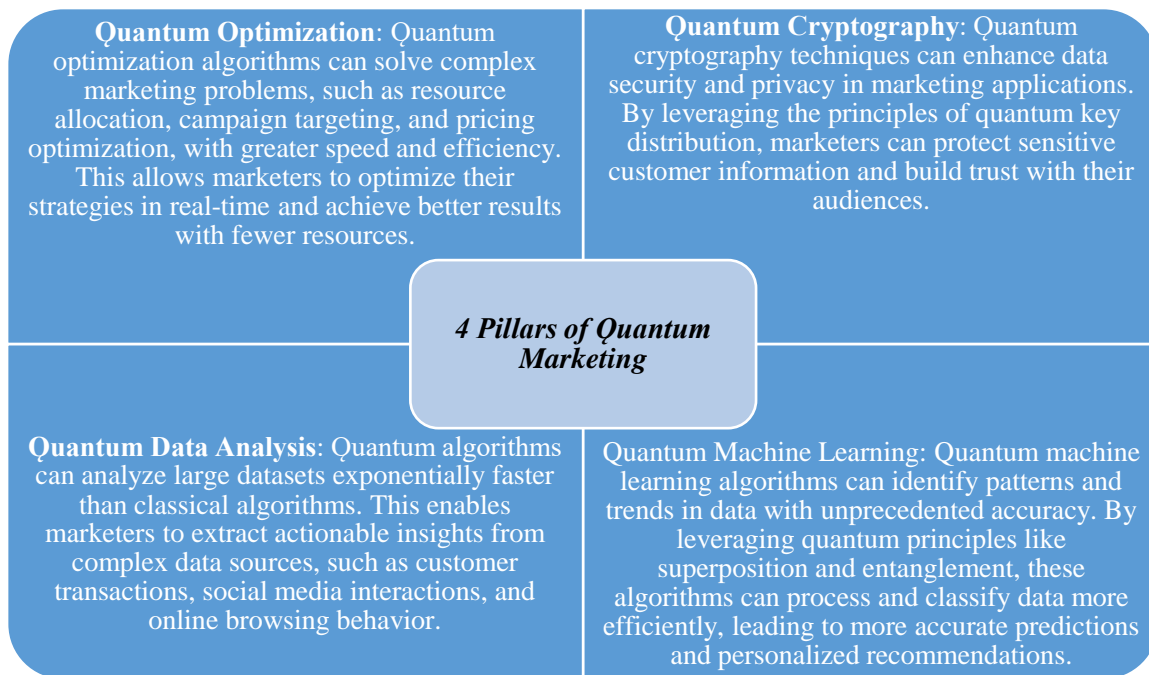 Ǫuantum Optimization: Ǫuantum
optimization algorithms can solve complex
marketing problems, such as resource
allocation, campaign targeting, and pricing
optimization, with greater speed and efficiency.
This allows marketers to optimize their
strategies in real-time and achieve better results
with fewer resources.
Ǫuantum Cryptography: Ǫuantum
cryptography techniques can enhance data
security and privacy in marketing applications.
By leveraging the principles of quantum key
distribution, marketers can protect sensitive
customer information and build trust with their
audiences.
4 Pillars of Ǫuantum
Marketing
Ǫuantum Data Analysis: Ǫuantum algorithms
can analyze large datasets exponentially faster
than classical algorithms. This enables
marketers to extract actionable insights from
complex data sources, such as customer
transactions, social media interactions, and
online browsing behavior.
Quantum Machine Learning: Quantum machine
learning algorithms can identify patterns and
trends in data with unprecedented accuracy. By
leveraging quantum principles like
superposition and entanglement, these
algorithms can process and classify data more
efficiently, leading to more accurate predictions
and personalized recommendations.